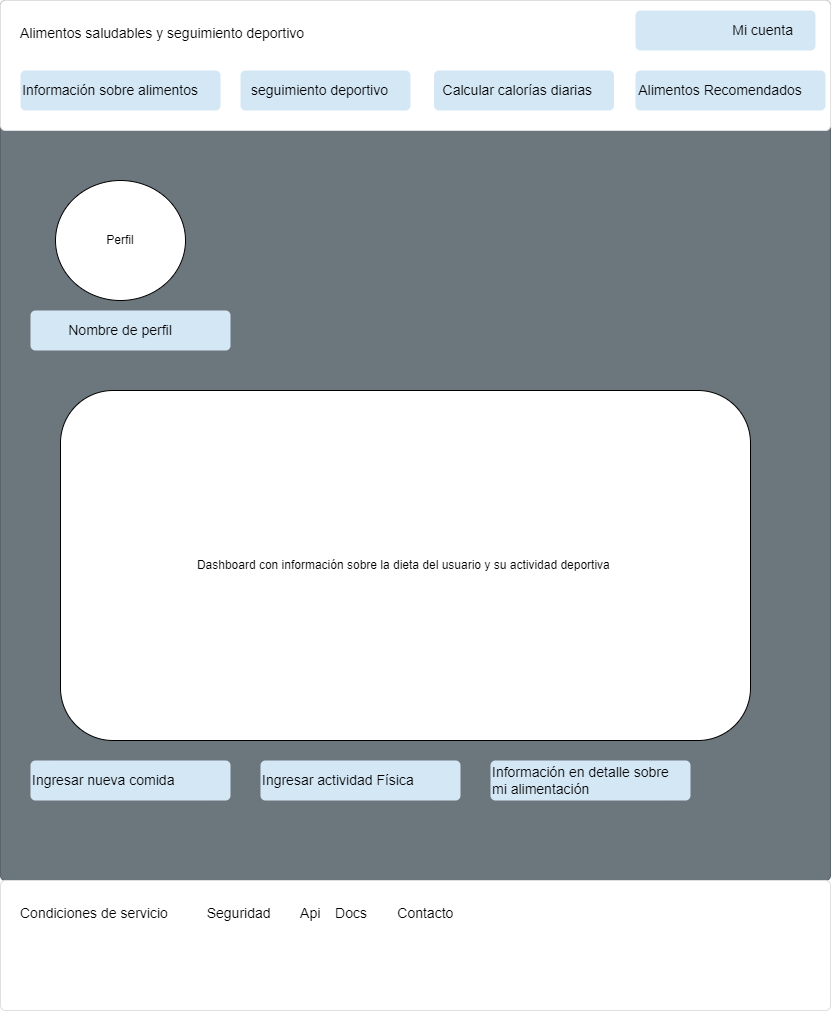 Alimentos saludables y seguimiento deportivo
Mi cuenta
Información sobre alimentos
seguimiento deportivo
Calcular calorías diarias
Alimentos Recomendados
Perfil
Nombre de perfil
Dashboard con información sobre la dieta del usuario y su actividad deportiva
Ingresar nueva comida
Ingresar actividad Física
Información en detalle sobre
mi alimentación
Condiciones de servicio
Seguridad
Api
Docs
Contacto